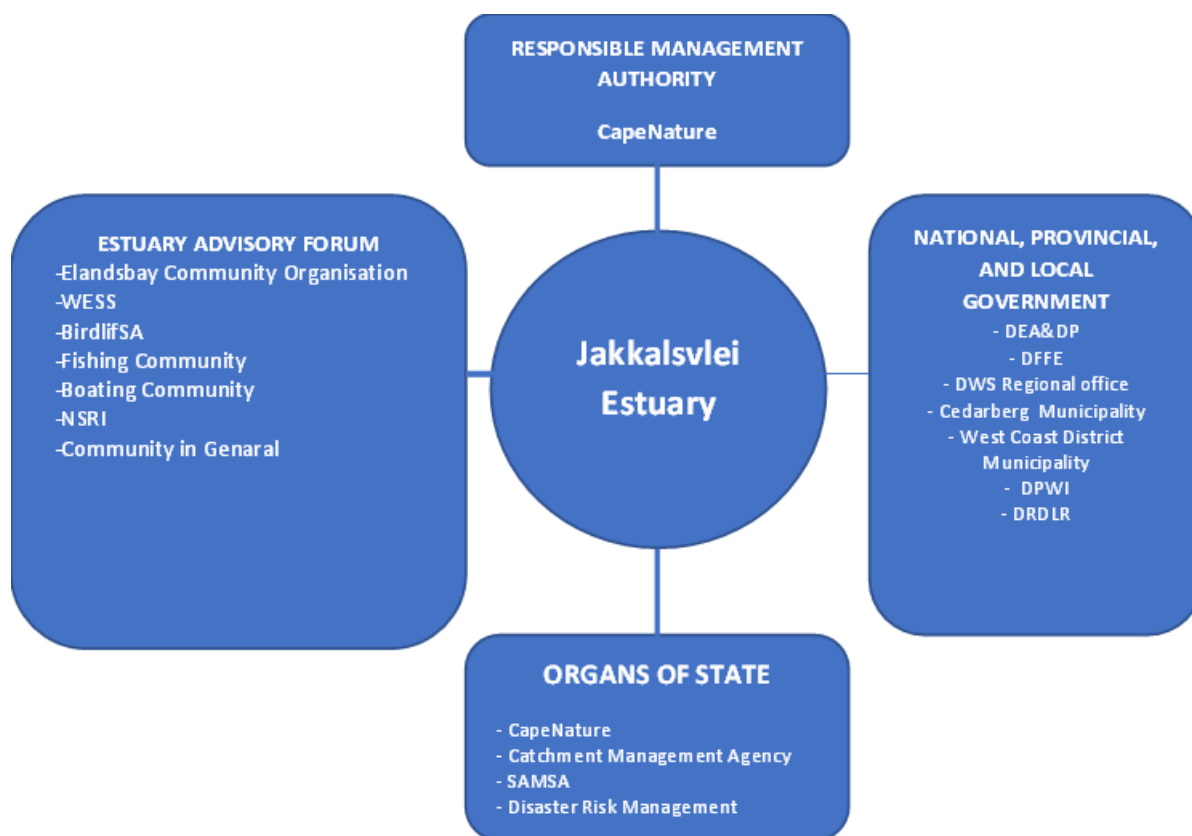 RESPONSIBLE MANAGEMENT
AUTHORITY
CapeNature
ESTUARY ADVISORY FORUM
-Elandsbay Community Organisation
-WESS
-BirdlifSA
-Fishing Community
-Boating Community
-NSRI
-Community in Genaral
Jakkalsvlei
Estuary
NATIONAL, PROVINCIAL,
AND LOCAL
GOVERNMENT
- DEA&DP
- DFFE
- DWS Regional office
- Cedarberg Municipality
- West Coast District
Municipality
- DPWI
- DRDLR
ORGANS OF STATE
- CapeNature
- Catchment Management Agency
- SAMSA
- Disaster Risk Management